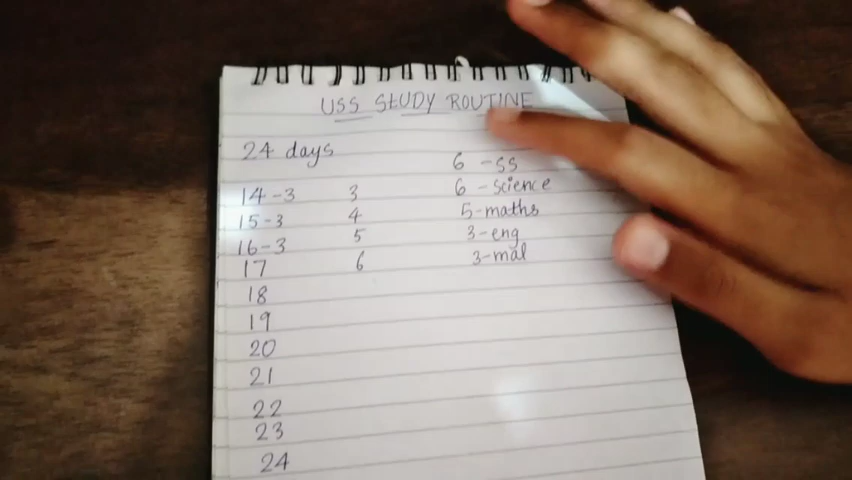 USS StUDY ROUTINE
24 days
6 - SS
14-3 3 6 - science
15-3 4 5-maths
16-3 5 3-eng
17 6 3-mal
18
19
20
21
22
23
24